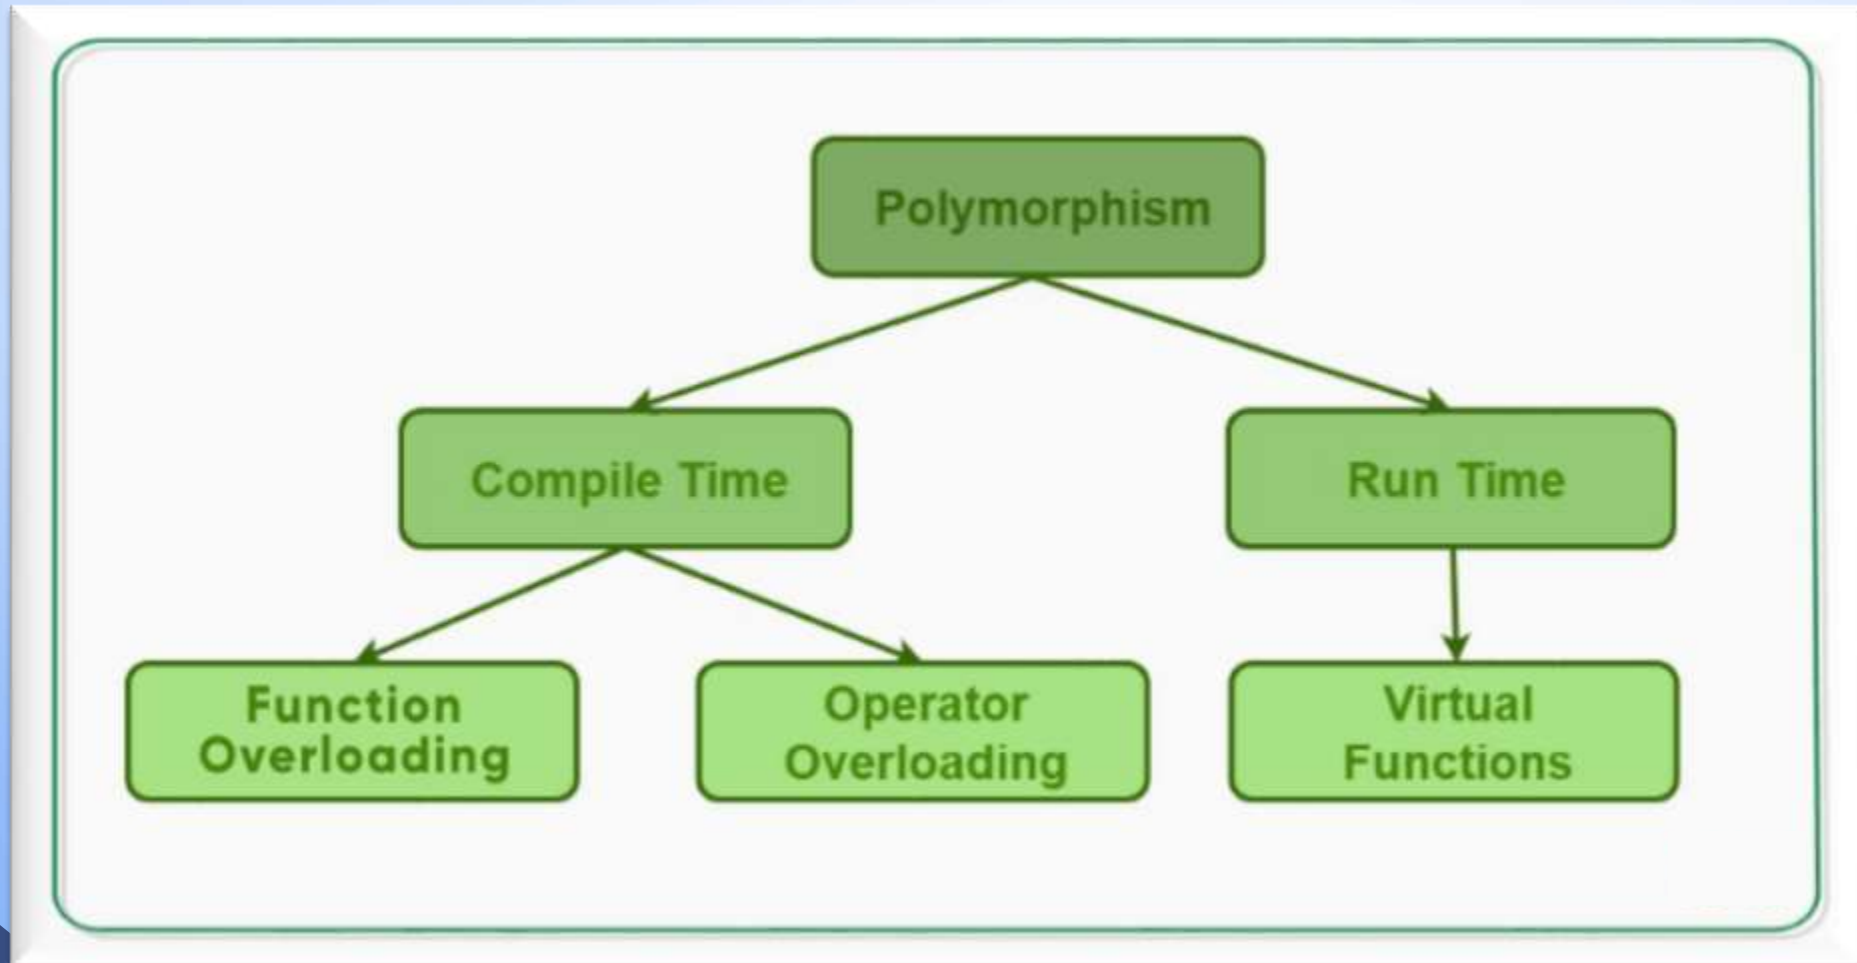 Polymorphism
Compile Time
Run Time
Function
Overloading
Operator
Overloading
Virtual
Functions